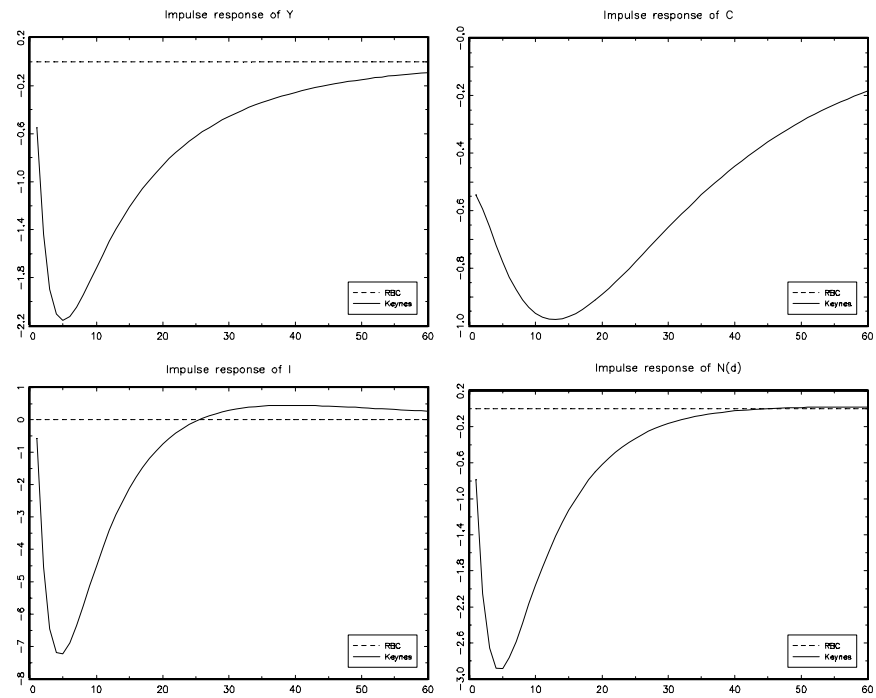 Impulse response of Y
0.2
-0.2
-0.6
-1.0
-1.4
-1.8
-2.2
RBC
Keynes
0 10 20 30 40 50 60
Impulse response of C
-0.0
-0.2
-0.4
-0.6
-0.8
-1.0
RBC
Keynes
0 10 20 30 40 50 60
Impulse response of I
1
0
-1
-2
-3
-4
-5
-6
-7
-8
RBC
Keynes
0 10 20 30 40 50 60
Impulse response of N(d)
0.2
-0.2
-0.6
-1.0
-1.4
-1.8
-2.2
-2.6
-3.0
RBC
Keynes
0 10 20 30 40 50 60